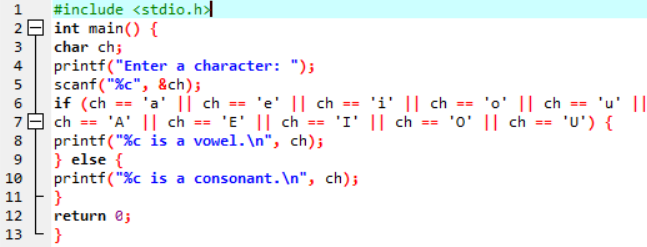 1 #include <stdio.h>
2 int main() {
3 char ch;
4 printf("Enter a character: ");
5 scanf("%c", &ch);
6 if (ch == 'a' || ch == 'e' || ch == 'i' || ch == 'o' || ch == 'u' ||
7 ch == 'A' || ch == 'E' || ch == 'I' || ch == 'O' || ch == 'U') {
8 printf("%c is a vowel.\n", ch);
9 } else {
10 printf("%c is a consonant.\n", ch);
11 }
12 return 0;
13 }